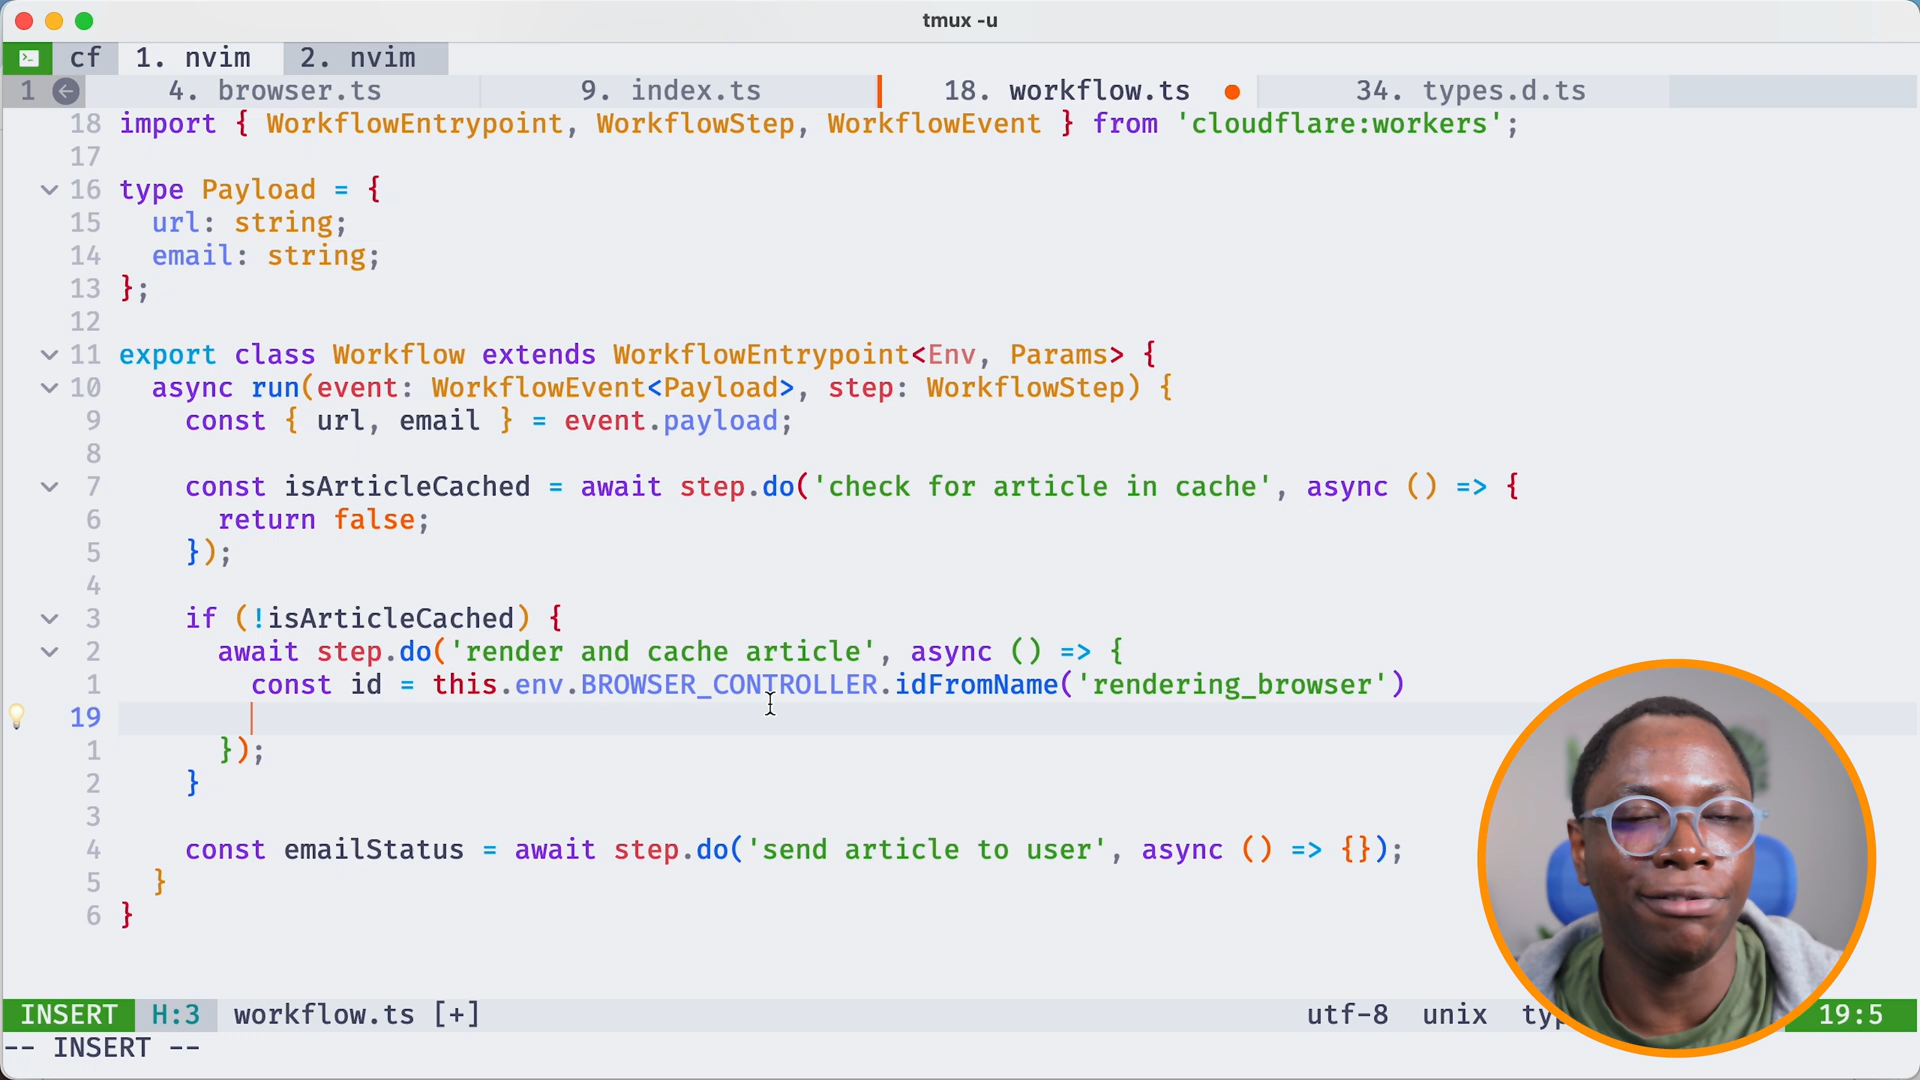 tmux -u
cf 1. nvim 2. nvim
1 4. browser.ts 9. index.ts 18. workflow.ts 34. types.d.ts
18 import { WorkflowEntrypoint, WorkflowStep, WorkflowEvent } from 'cloudflare:workers';
17
16 type Payload = {
15 url: string;
14 email: string;
13 };
12
11 export class Workflow extends WorkflowEntrypoint<Env, Params> {
10 async run(event: WorkflowEvent<Payload>, step: WorkflowStep) {
9 const { url, email } = event.payload;
8
7 const isArticleCached = await step.do('check for article in cache', async () => {
6 return false;
5 });
4
3 if (!isArticleCached) {
2 await step.do('render and cache article', async () => {
1 const id = this.env.BROWSER_CONTROLLER.idFromName('rendering_browser')
19
1 });
2 }
3
4 const emailStatus = await step.do('send article to user', async () => {});
5 }
6 }
INSERT H:3 workflow.ts [+] utf-8 unix 19:5
-- INSERT --